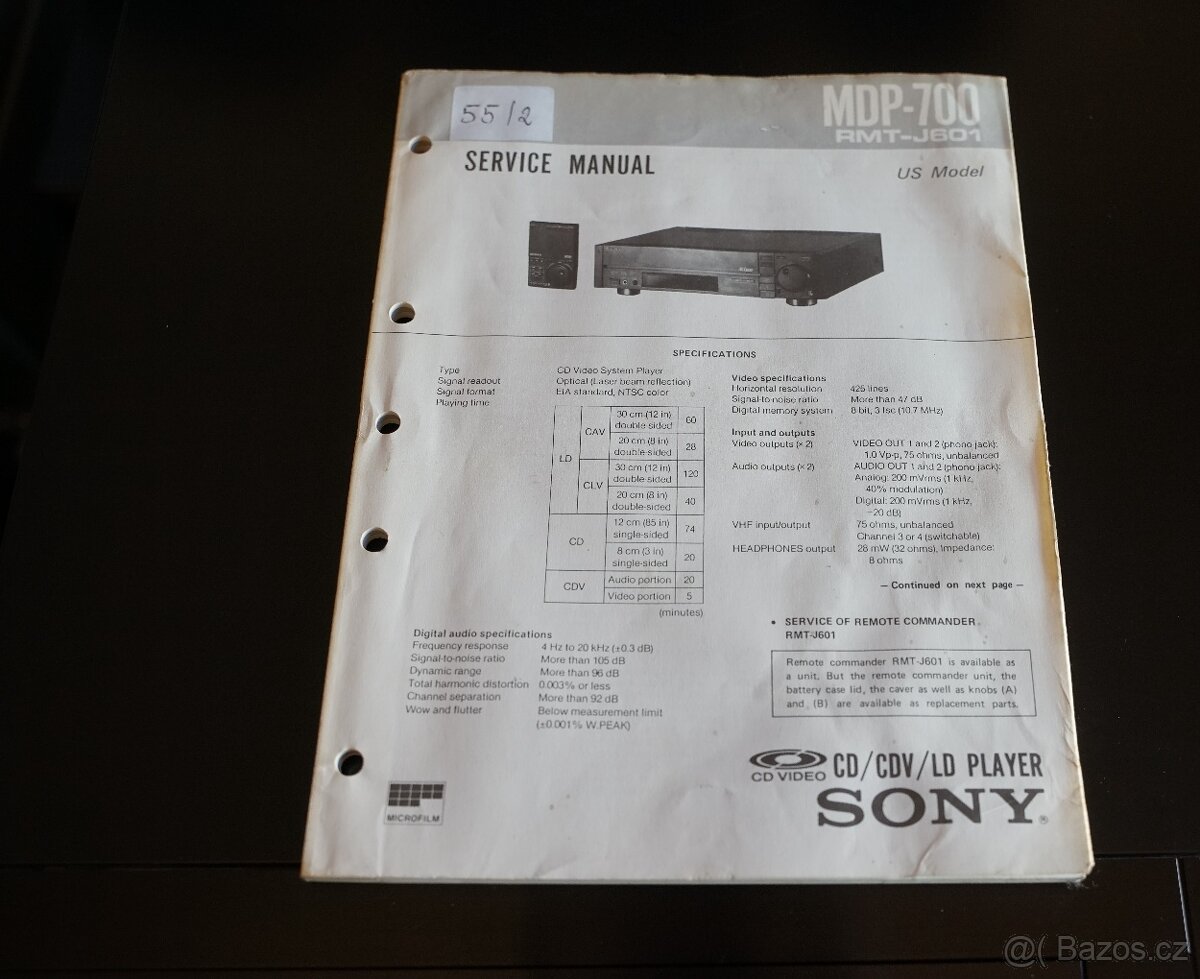 55/2
MDP-700
RMT-J601
SERVICE MANUAL
US Model
SPECIFICATIONS
Type CD Video System Player
Signal readout Optical (Laser beam reflection)
Signal format EIA standard, NTSC color
Playing time
LD CAV 30 cm (12 in) double-sided 60
20 cm (8 in) double-sided 28
CLV 30 cm (12 in) double-sided 120
20 cm (8 in) double-sided 40
CD 12 cm (85 in) single-sided 74
8 cm (3 in) single-sided 20
CDV Audio portion 20
Video portion 5
(minutes)
Digital audio specifications
Frequency response 4 Hz to 20 kHz (±0.3 dB)
Signal-to-noise ratio More than 105 dB
Dynamic range More than 96 dB
Total harmonic distortion 0.003% or less
Channel separation More than 92 dB
Wow and flutter Below measurement limit
(±0.001% W.PEAK)
Video specifications
Horizontal resolution 425 lines
Signal-to-noise ratio More than 47 dB
Digital memory system 8 bit, 3 fsc (10.7 MHz)
Input and outputs
Video outputs (×2) VIDEO OUT 1 and 2 (phono jack):
1.0 Vp-p, 75 ohms, unbalanced
Audio outputs (×2) AUDIO OUT 1 and 2 (phono jack):
Analog: 200 mVrms (1 kHz,
40% modulation)
Digital: 200 mVrms (1 kHz,
−20 dB)
VHF input/output 75 ohms, unbalanced
Channel 3 or 4 (switchable)
HEADPHONES output 28 mW (32 ohms), Impedance:
8 ohms
— Continued on next page —
• SERVICE OF REMOTE COMMANDER.
RMT-J601
Remote commander RMT-J601 is available as
a unit. But the remote commander unit, the
battery case lid, the caver as well as knobs (A)
and (B) are available as replacement parts.
CD VIDEO
CD/CDV/LD PLAYER
SONY®
MICROFILM
@( Bazos.cz